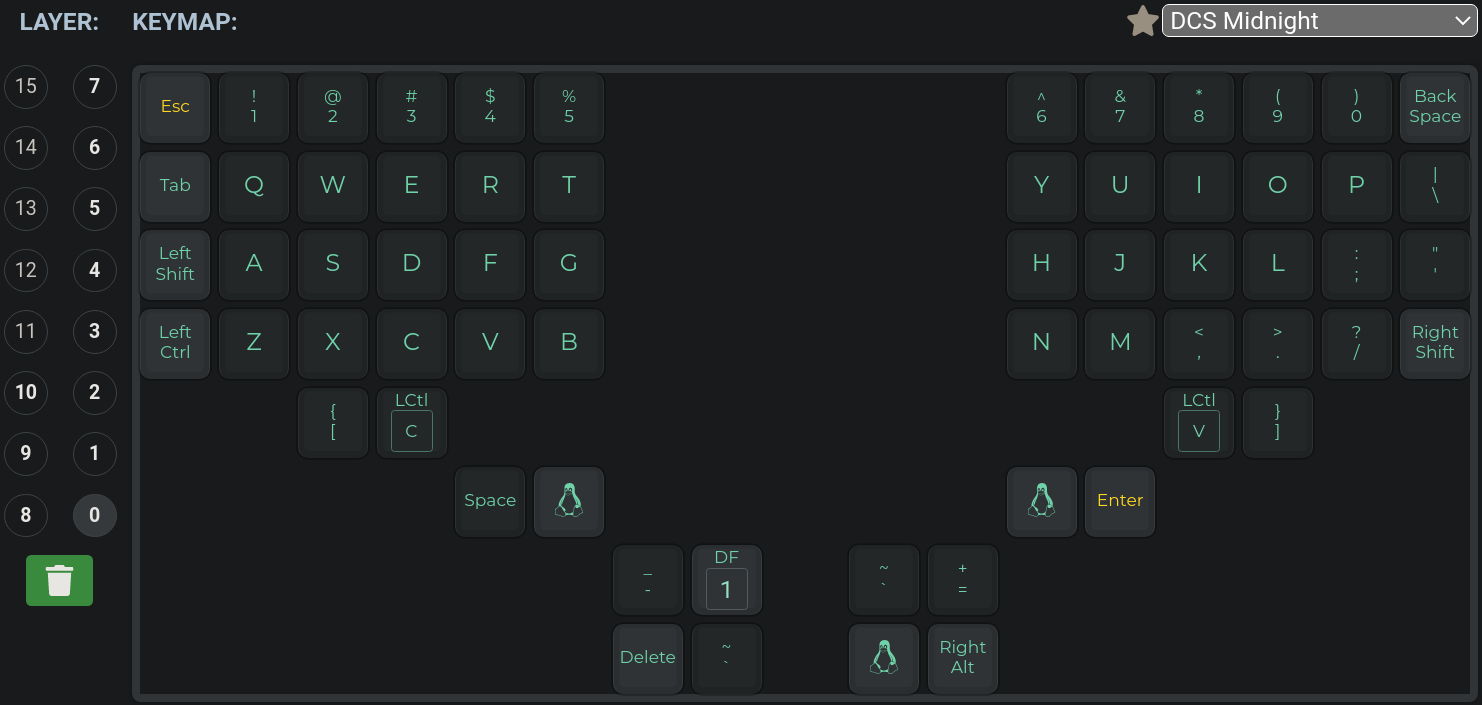 LAYER: KEYMAP: DCS Midnight
15 7
14 6
13 5
12 4
11 3
10 2
9 1
8 0
Esc ! @ # $ % ^ & * ( ) Back
1 2 3 4 5 6 7 8 9 0 Space
Tab Q W E R T Y U I O P |
\
Left A S D F G H J K L : "
Shift ; '
Left Z X C V B N M < > ? Right
Ctrl , . / Shift
{ LCtl LCtl }
[ C V ]
Space Enter
_ DF ~ +
- 1 ` =
Delete ~ Right
` Alt